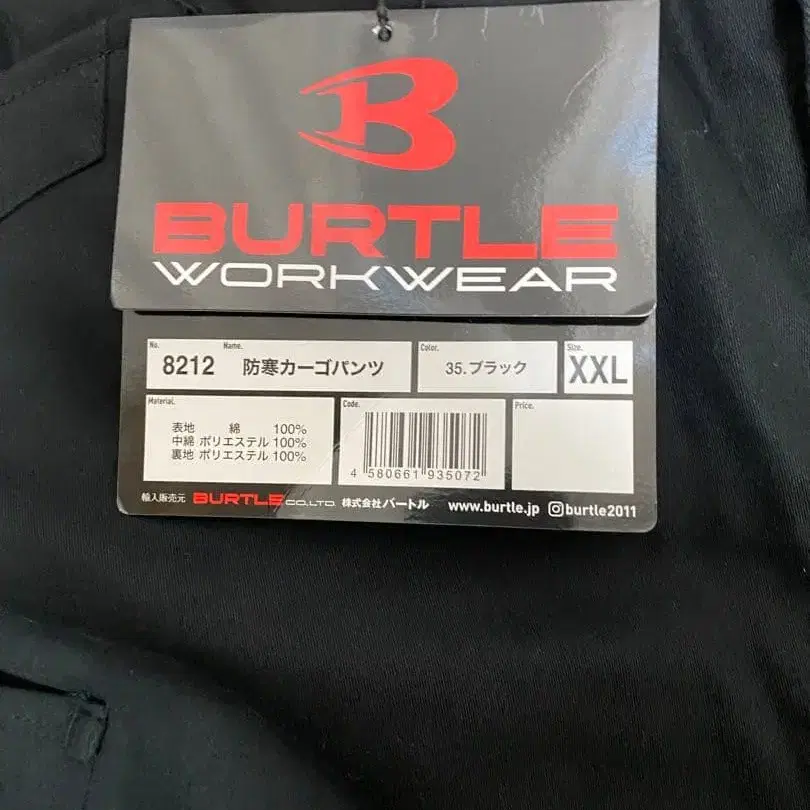 BURTLE
WORKWEAR
No. 8212 Name. 防寒カーゴパンツ Color. 35.ブラック Size. XXL
Material. Code. Price.
表地 綿 100%
中綿 ポリエステル 100%
裏地 ポリエステル 100%
4 580661 935072
輸入販売元 BURTLE CO.,LTD. 株式会社バートル www.burtle.jp burtle2011